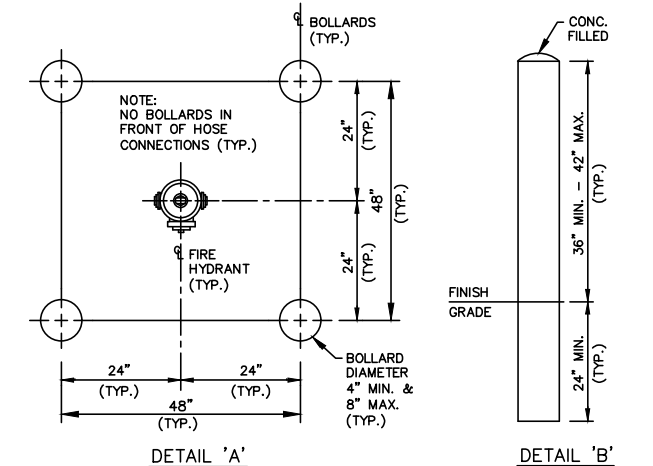 ℄ BOLLARDS
(TYP.)
NOTE:
NO BOLLARDS IN
FRONT OF HOSE
CONNECTIONS (TYP.)
24"
(TYP.)
48"
(TYP.)
24"
(TYP.)
℄ FIRE
HYDRANT
(TYP.)
24"
(TYP.)
24"
(TYP.)
48"
(TYP.)
BOLLARD
DIAMETER
4" MIN. &
8" MAX.
(TYP.)
DETAIL 'A'
CONC.
FILLED
36" MIN. – 42" MAX.
(TYP.)
FINISH
GRADE
24" MIN.
(TYP.)
DETAIL 'B'